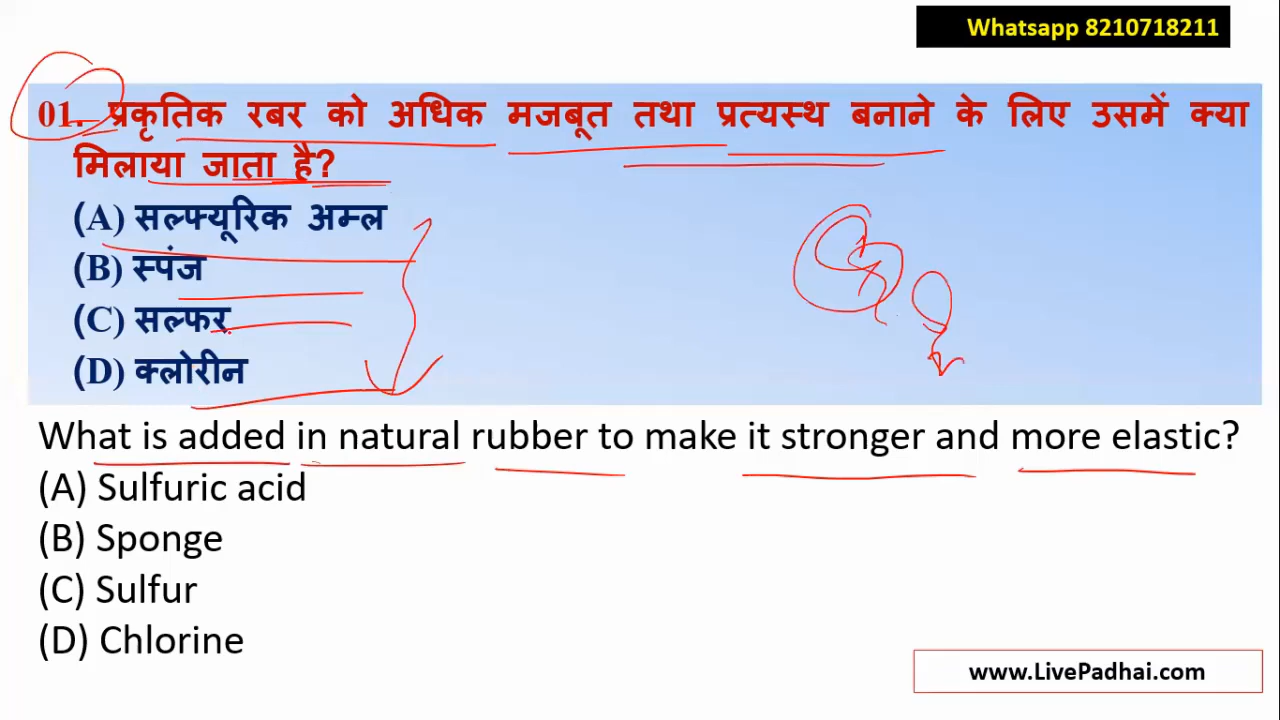 Whatsapp 8210718211
01. प्रकृतिक रबर को अधिक मजबूत तथा प्रत्यस्थ बनाने के लिए उसमें क्या
मिलाया जाता है?
(A) सल्फ्यूरिक अम्ल
(B) स्पंज
(C) सल्फर
(D) क्लोरीन
What is added in natural rubber to make it stronger and more elastic?
(A) Sulfuric acid
(B) Sponge
(C) Sulfur
(D) Chlorine
www.LivePadhai.com